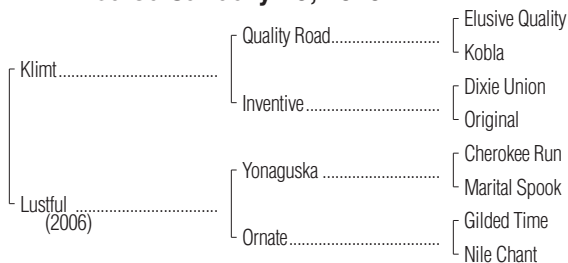 Elusive Quality
Quality Road
Kobla
Klimt
Dixie Union
Inventive
Original
Cherokee Run
Yonaguska
Marital Spook
Lustful
(2006)
Gilded Time
Ornate
Nile Chant